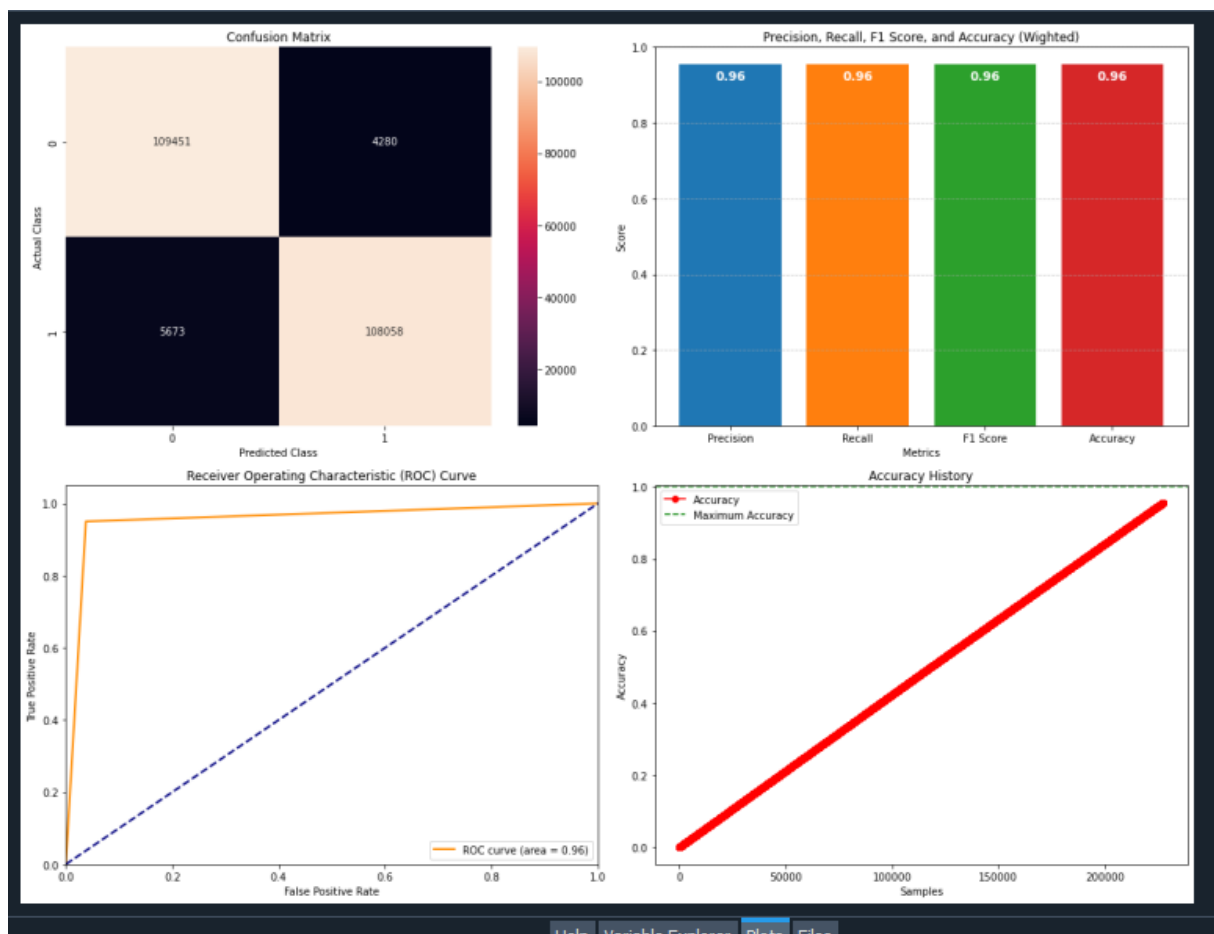 Confusion Matrix
Actual Class
0
1
109451
4280
5673
108058
0
1
Predicted Class
100000
80000
60000
40000
20000
Precision, Recall, F1 Score, and Accuracy (Wighted)
Score
1.0
0.8
0.6
0.4
0.2
0.0
0.96
0.96
0.96
0.96
Precision
Recall
F1 Score
Accuracy
Metrics
Receiver Operating Characteristic (ROC) Curve
True Positive Rate
1.0
0.8
0.6
0.4
0.2
0.0
ROC curve (area = 0.96)
0.0
0.2
0.4
0.6
0.8
1.0
False Positive Rate
Accuracy History
Accuracy
1.0
0.8
0.6
0.4
0.2
0.0
Accuracy
Maximum Accuracy
0
50000
100000
150000
200000
Samples
Help
Variable Explorer
Plots
Files